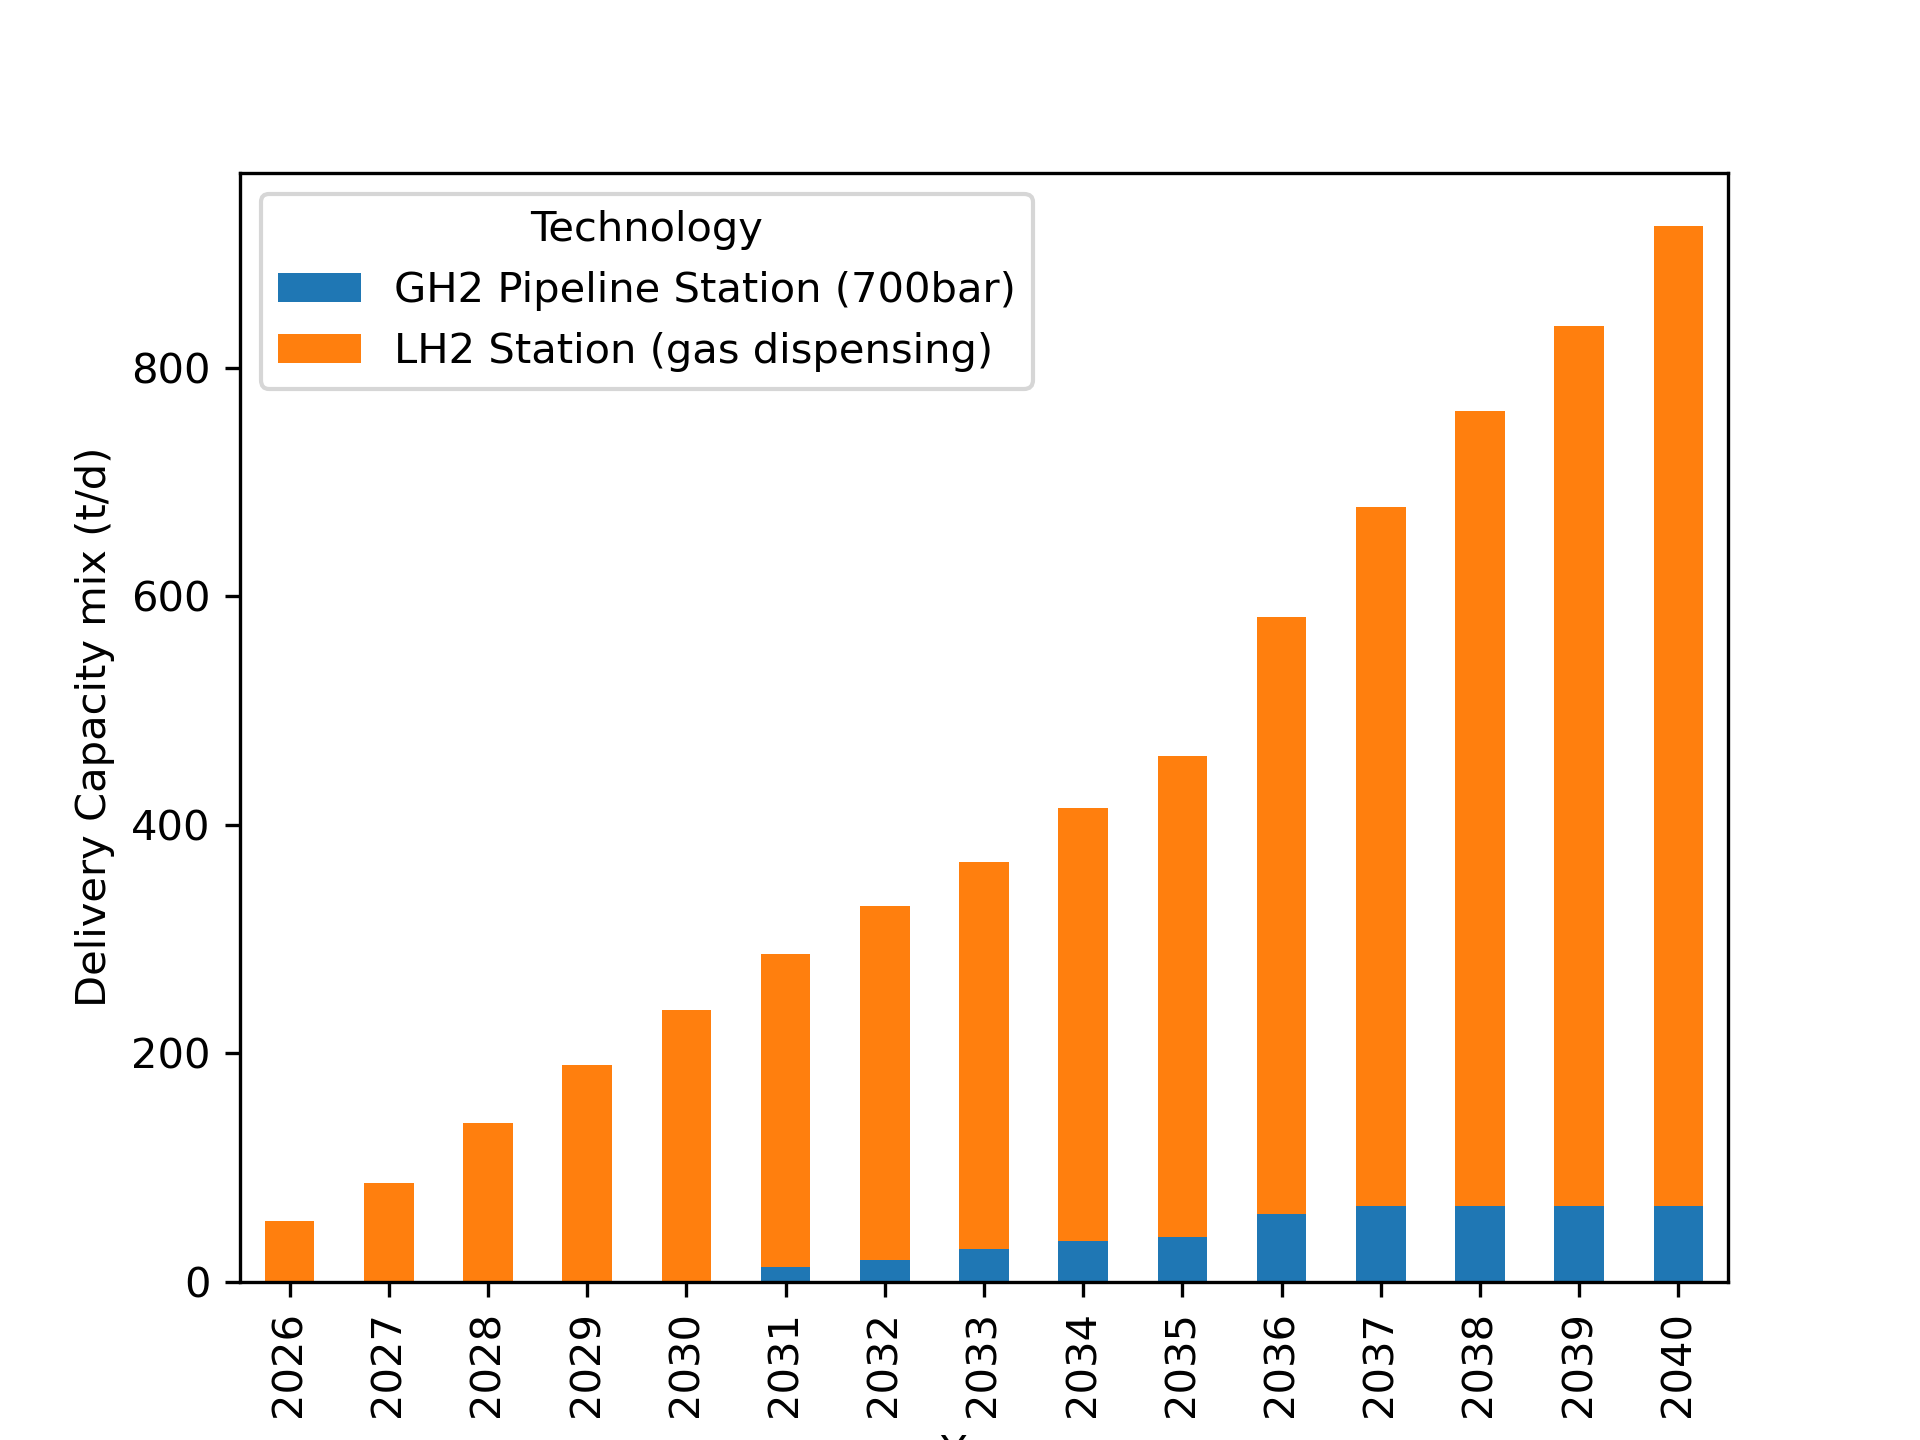 Technology
GH2 Pipeline Station (700bar)
LH2 Station (gas dispensing)
Delivery Capacity mix (t/d)
800
600
400
200
0
2026 2027 2028 2029 2030 2031 2032 2033 2034 2035 2036 2037 2038 2039 2040